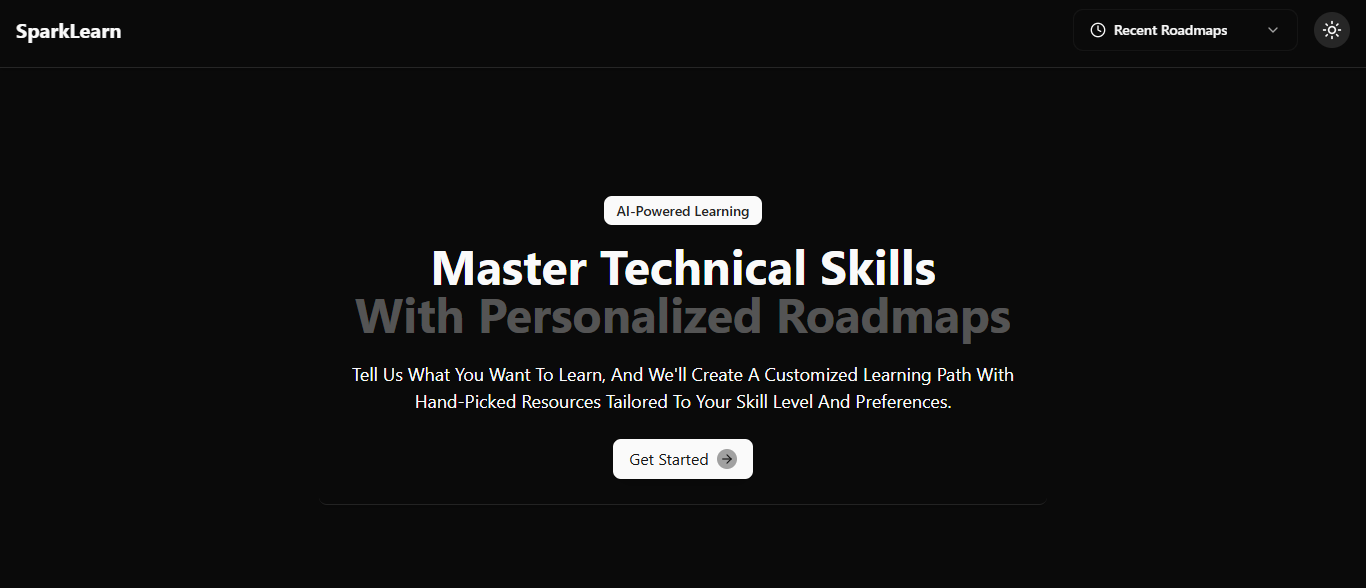 SparkLearn
Recent Roadmaps
AI-Powered Learning
Master Technical Skills
With Personalized Roadmaps
Tell Us What You Want To Learn, And We'll Create A Customized Learning Path With
Hand-Picked Resources Tailored To Your Skill Level And Preferences.
Get Started